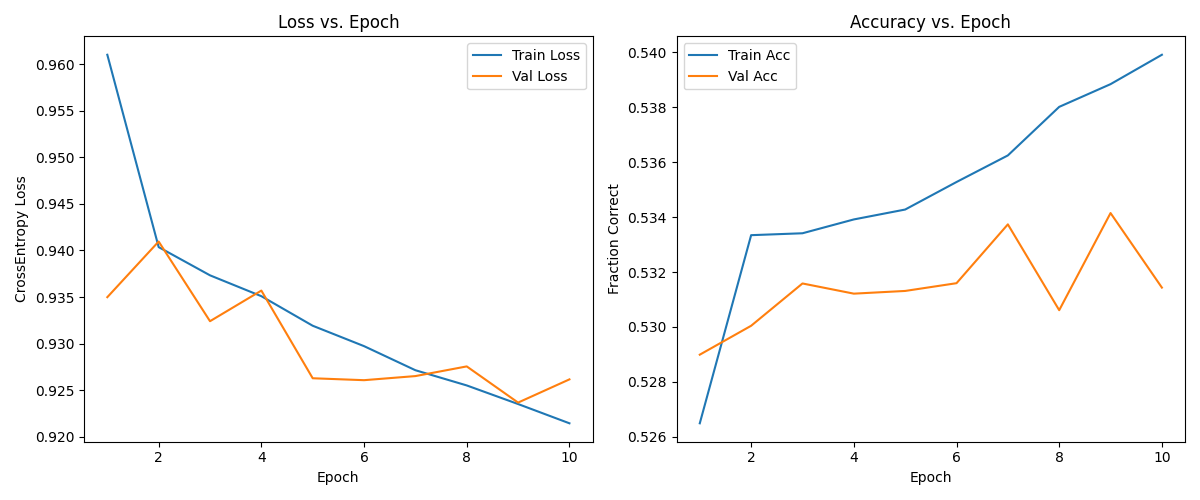 Loss vs. Epoch
Train Loss
Val Loss
0.960
0.955
0.950
0.945
0.940
0.935
0.930
0.925
0.920
CrossEntropy Loss
2 4 6 8 10
Epoch
Accuracy vs. Epoch
Train Acc
Val Acc
0.540
0.538
0.536
0.534
0.532
0.530
0.528
0.526
Fraction Correct
2 4 6 8 10
Epoch